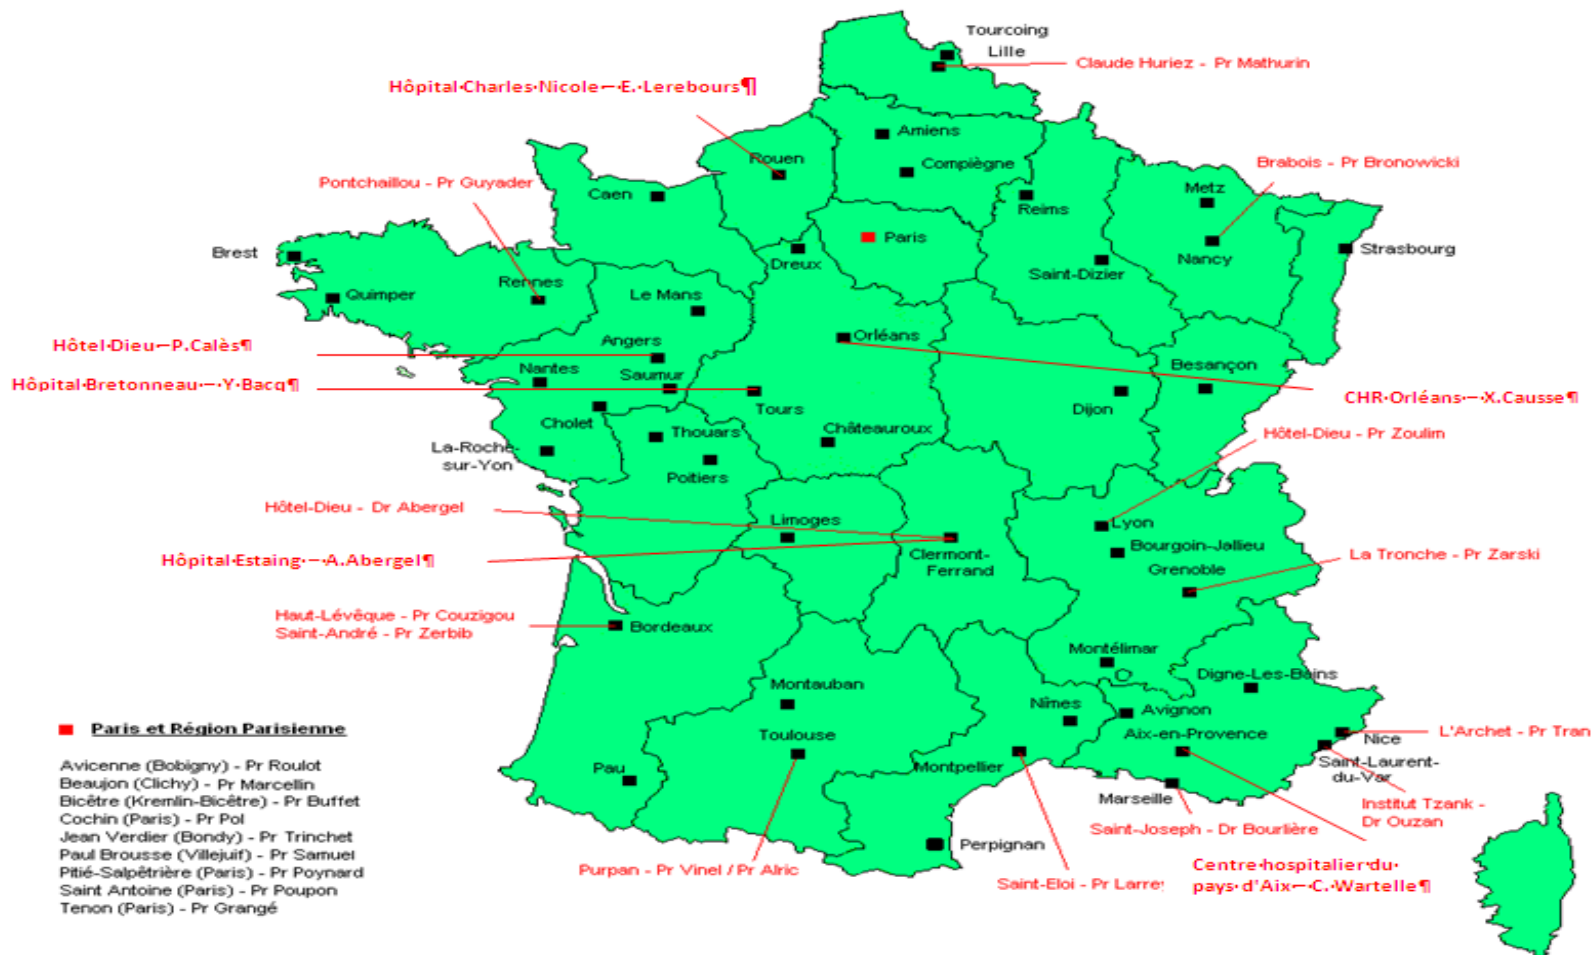 Tourcoing
Lille
Claude Huriez - Pr Mathurin
Hôpital·Charles·Nicole·–·E.·Lerebours¶
Amiens
Rouen
Compiègne
Brabois - Pr Bronowicki
Pontchaillou - Pr Guyader
Caen
Metz
Reims
Paris
Brest
Dreux
Nancy
Strasbourg
Saint-Dizier
Rennes
Quimper
Le Mans
Orléans
Hôtel·Dieu·–·P.Calès¶
Angers
Besançon
Nantes
Hôpital·Bretonneau·–·Y·Bacq¶
Saumur
CHR·Orléans·–·X.Causse¶
Tours
Dijon
Cholet
Thouars
Châteauroux
Hôtel-Dieu - Pr Zoulim
La-Roche-
sur-Yon
Poitiers
Hôtel-Dieu - Dr Abergel
Limoges
Lyon
Hôpital·Estaing·–·A.Abergel¶
Clermont-
Ferrand
Bourgoin-Jallieu
La Tronche - Pr Zarski
Grenoble
Haut-Lévêque - Pr Couzigou
Saint-André - Pr Zerbib
Bordeaux
Montélimar
Digne-Les-Bains
Montauban
Nîmes
Avignon
Toulouse
Aix-en-Provence
Nice
L'Archet - Pr Tran
Pau
Montpellier
Saint-Laurent-
du-Var
Marseille
Institut Tzank -
Dr Ouzan
Saint-Joseph - Dr Bourlière
Perpignan
Purpan - Pr Vinel / Pr Alric
Saint-Eloi - Pr Larre
Centre·hospitalier·du·
pays·d'Aix·–·C.·Wartelle¶
Paris et Région Parisienne
Avicenne (Bobigny) - Pr Roulot
Beaujon (Clichy) - Pr Marcellin
Bicêtre (Kremlin-Bicêtre) - Pr Buffet
Cochin (Paris) - Pr Pol
Jean Verdier (Bondy) - Pr Trinchet
Paul Brousse (Villejuif) - Pr Samuel
Pitié-Salpêtrière (Paris) - Pr Poynard
Saint Antoine (Paris) - Pr Poupon
Tenon (Paris) - Pr Grangé